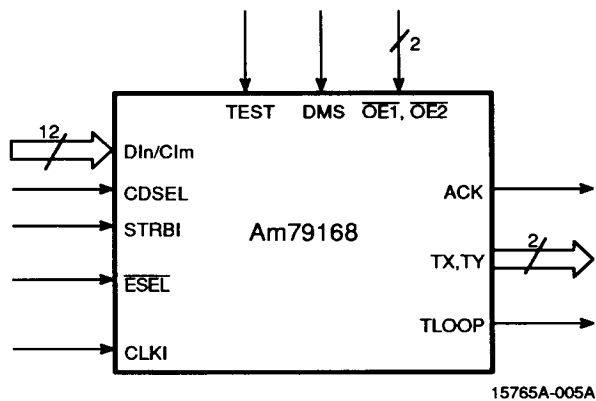 2
TEST DMS OE1, OE2
12
DIn/CIm
CDSEL
ACK
STRBI
Am79168
2
TX,TY
ESEL
TLOOP
CLKI
15765A-005A